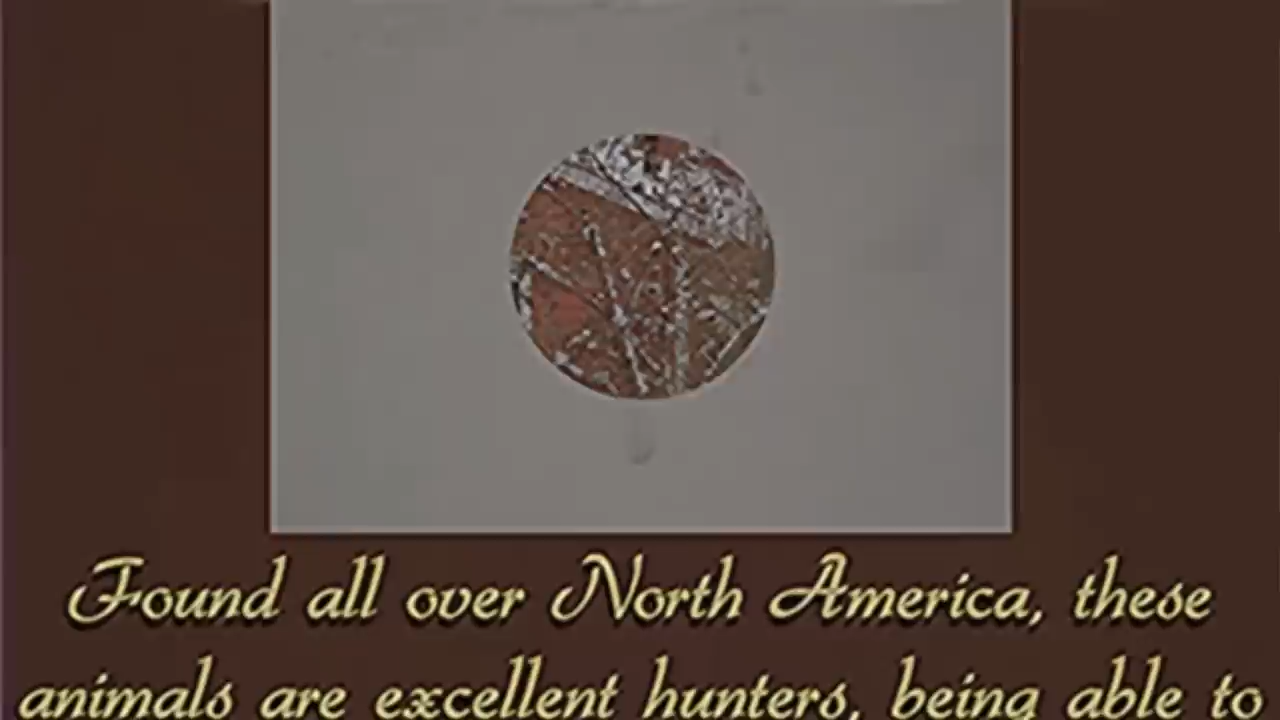 Found all over North America, these
animals are excellent hunters, being able to